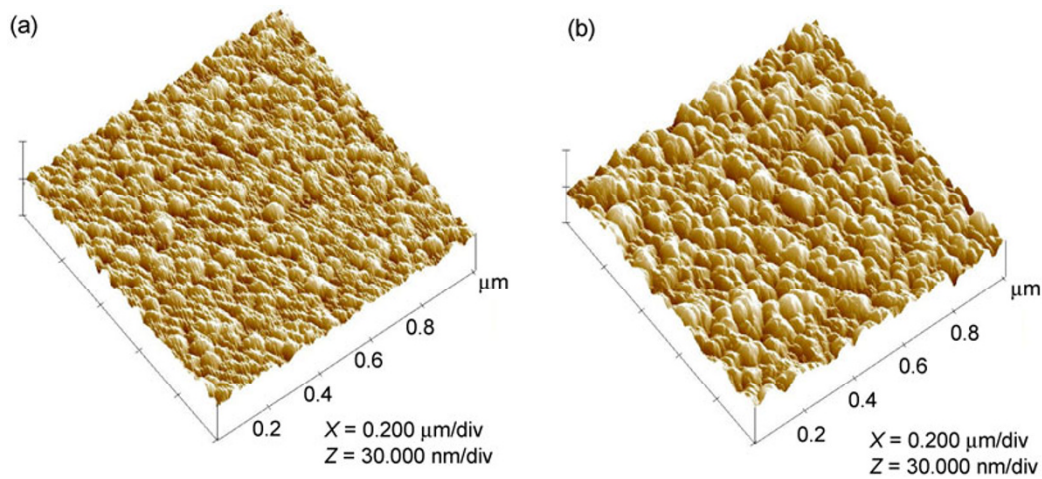 (a)
μm
0.8
0.6
0.4
0.2
X = 0.200 μm/div
Z = 30.000 nm/div
(b)
μm
0.8
0.6
0.4
0.2
X = 0.200 μm/div
Z = 30.000 nm/div